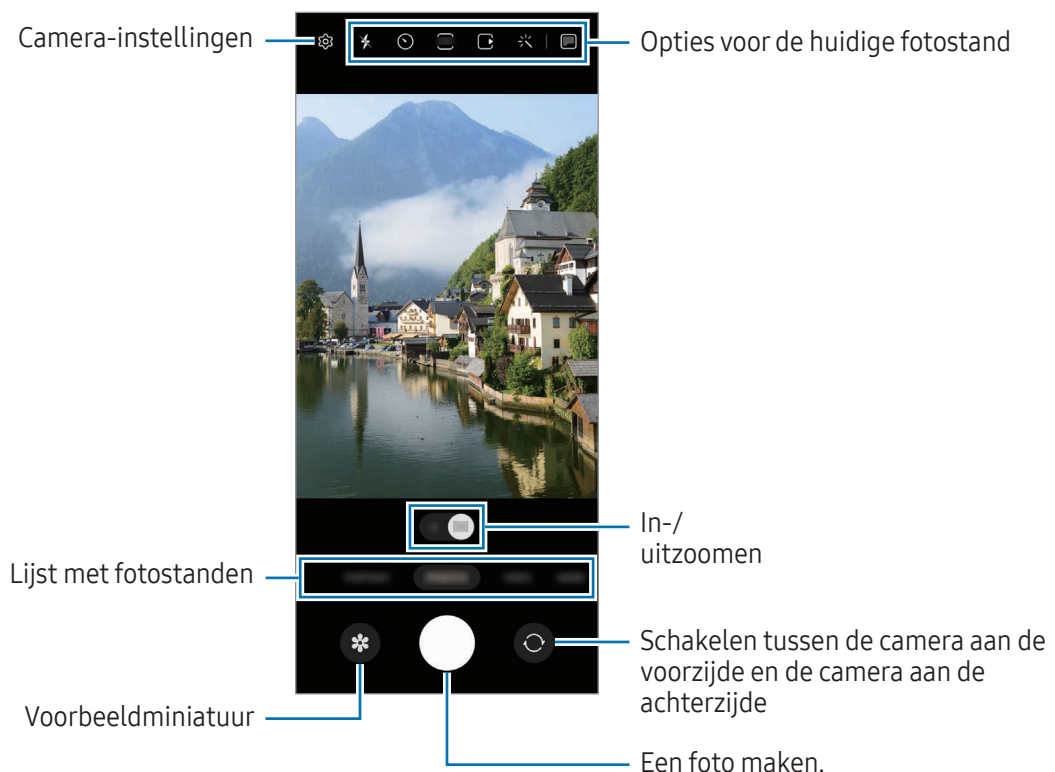 Camera-instellingen
Opties voor de huidige fotostand
In-/
uitzoomen
Lijst met fotostanden
Schakelen tussen de camera aan de
voorzijde en de camera aan de
achterzijde
Voorbeeldminiatuur
Een foto maken.